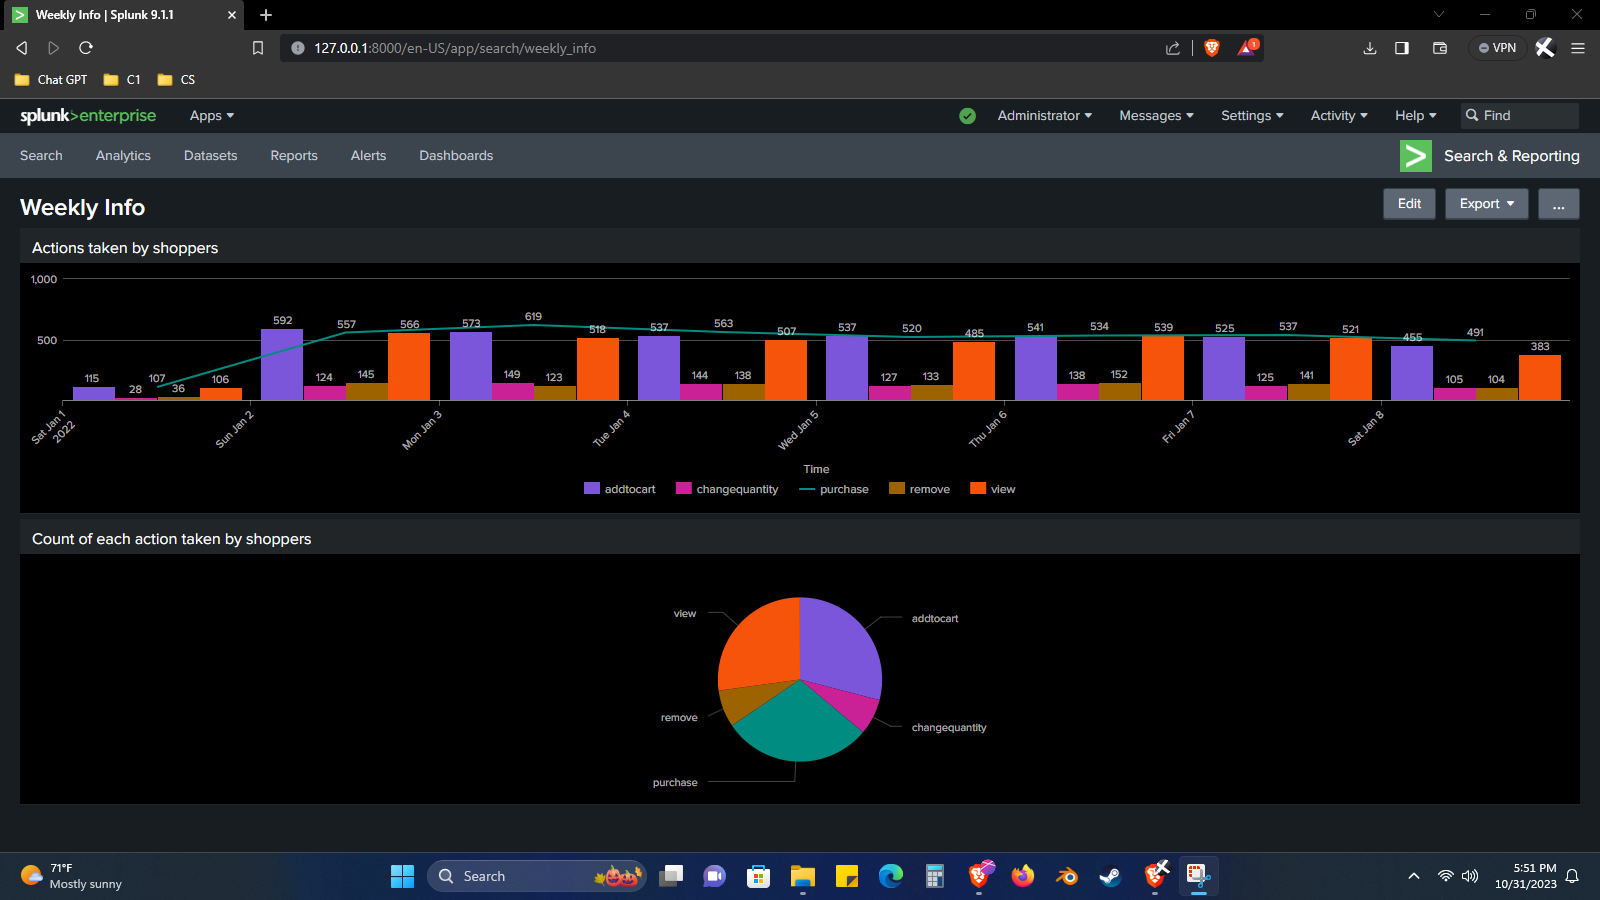 Weekly Info | Splunk 9.1.1
127.0.0.1:8000/en-US/app/search/weekly_info
1
VPN
Chat GPT C1 CS
splunk>enterprise Apps Administrator Messages Settings Activity Help Find
Search Analytics Datasets Reports Alerts Dashboards Search & Reporting
Weekly Info Edit Export ...
Actions taken by shoppers
1,000
500
115 28 107 36 106
592 124 557 145 566
573 149 619 123 518
537 144 563 138 507
537 127 520 133 485
541 138 534 152 539
525 125 537 141 521
455 105 491 104 383
Sat Jan 1
2022
Sun Jan 2
Mon Jan 3
Tue Jan 4
Wed Jan 5
Thu Jan 6
Fri Jan 7
Sat Jan 8
Time
addtocart changequantity purchase remove view
Count of each action taken by shoppers
view
addtocart
remove
changequantity
purchase
71°F
Mostly sunny
Search
5:51 PM
10/31/2023